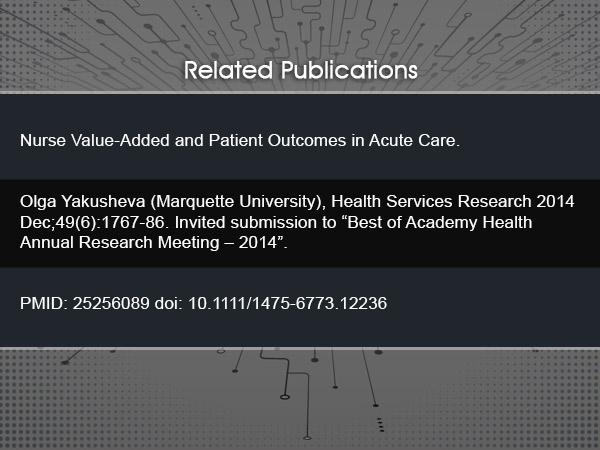 Related Publications
Nurse Value-Added and Patient Outcomes in Acute Care.
Olga Yakusheva (Marquette University), Health Services Research 2014
Dec;49(6):1767-86. Invited submission to “Best of Academy Health
Annual Research Meeting – 2014”.
PMID: 25256089 doi: 10.1111/1475-6773.12236